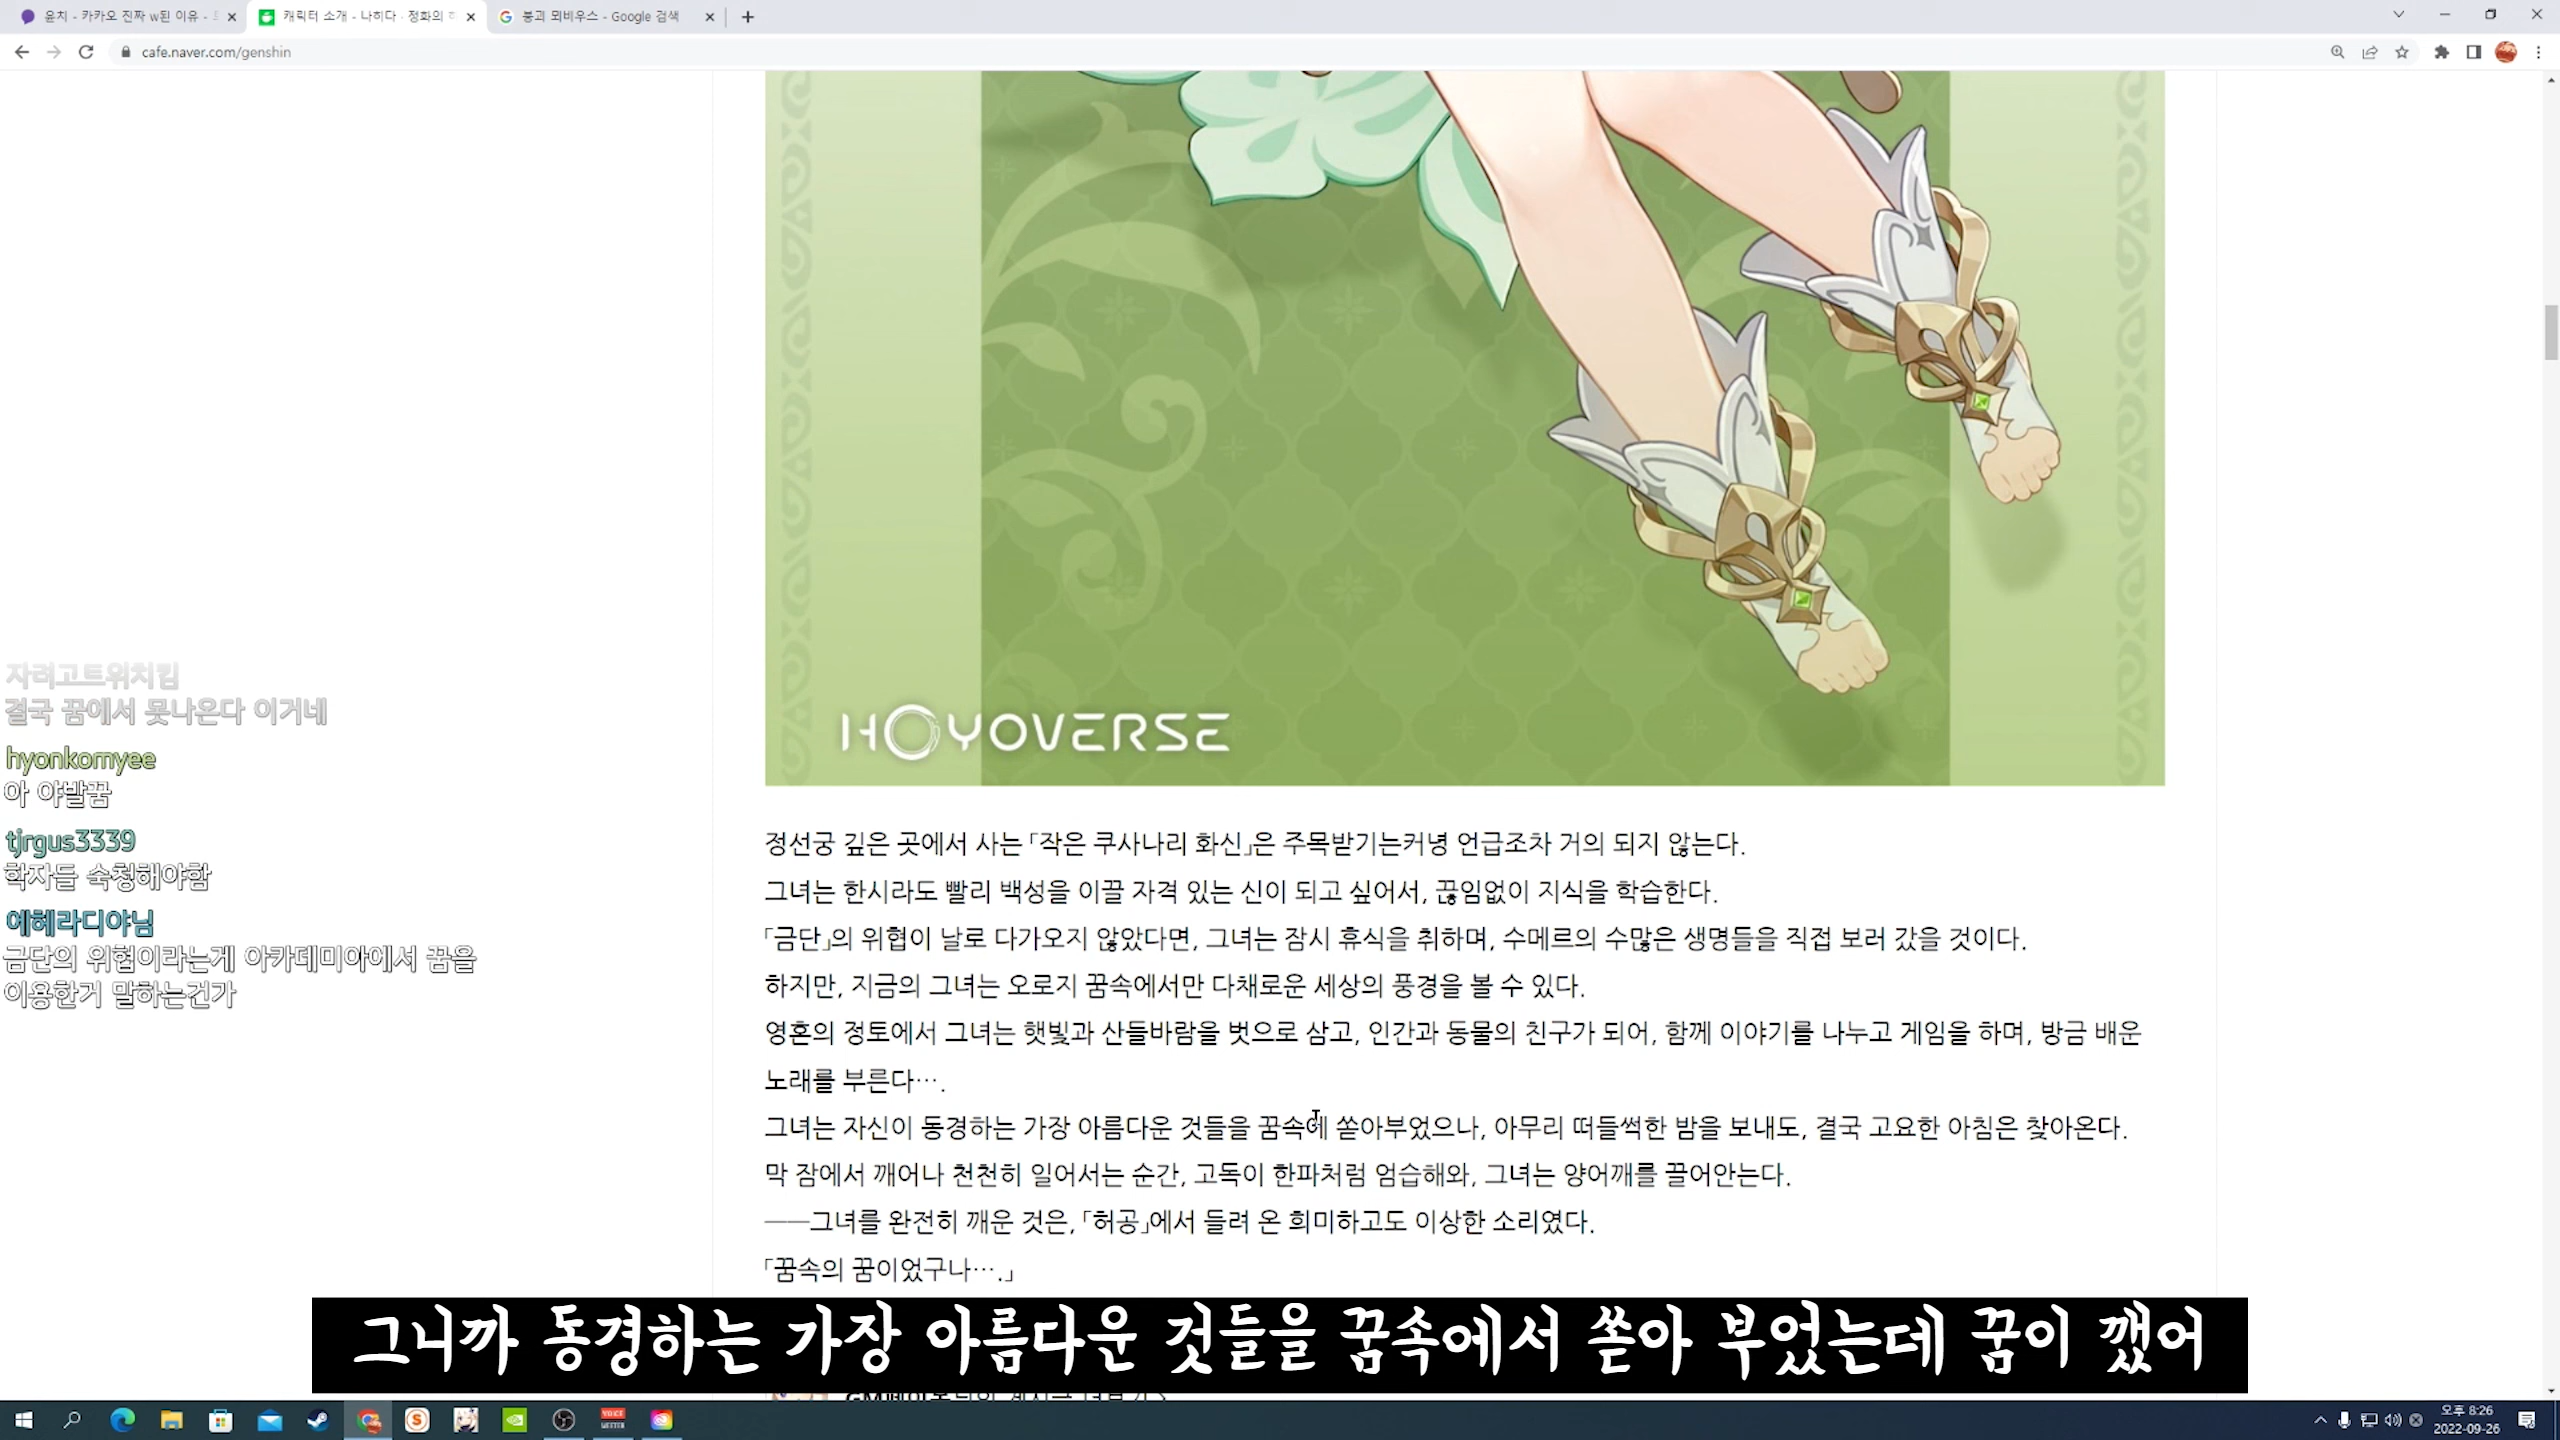 윤치 - 카카오 진짜 w된 이유 -
캐릭터 소개 - 나히다 · 정화의
붕괴 뫼비우스 - Google 검색
cafe.naver.com/genshin
HOYOVERSE
자려고트위치킴
결국 꿈에서 못나온다 이거네
hyonkomyee
아 야발꿈
tjrgus3339
학자들 숙청해야함
에헤라디야님
금단의 위협이라는게 아카데미아에서 꿈을
이용한거 말하는건가
정선궁 깊은 곳에서 사는 「작은 쿠사나리 화신」은 주목받기는커녕 언급조차 거의 되지 않는다.
그녀는 한시라도 빨리 백성을 이끌 자격 있는 신이 되고 싶어서, 끊임없이 지식을 학습한다.
「금단」의 위협이 날로 다가오지 않았다면, 그녀는 잠시 휴식을 취하며, 수메르의 수많은 생명들을 직접 보러 갔을 것이다.
하지만, 지금의 그녀는 오로지 꿈속에서만 다채로운 세상의 풍경을 볼 수 있다.
영혼의 정토에서 그녀는 햇빛과 산들바람을 벗으로 삼고, 인간과 동물의 친구가 되어, 함께 이야기를 나누고 게임을 하며, 방금 배운
노래를 부른다….
그녀는 자신이 동경하는 가장 아름다운 것들을 꿈속에 쏟아부었으나, 아무리 떠들썩한 밤을 보내도, 결국 고요한 아침은 찾아온다.
막 잠에서 깨어나 천천히 일어서는 순간, 고독이 한파처럼 엄습해와, 그녀는 양어깨를 끌어안는다.
──그녀를 완전히 깨운 것은, 「허공」에서 들려 온 희미하고도 이상한 소리였다.
「꿈속의 꿈이었구나….」
그니까 동경하는 가장 아름다운 것들을 꿈속에서 쏟아 부었는데 꿈이 깼어
VOICE
MEETER
오후 8:26
2022-09-26